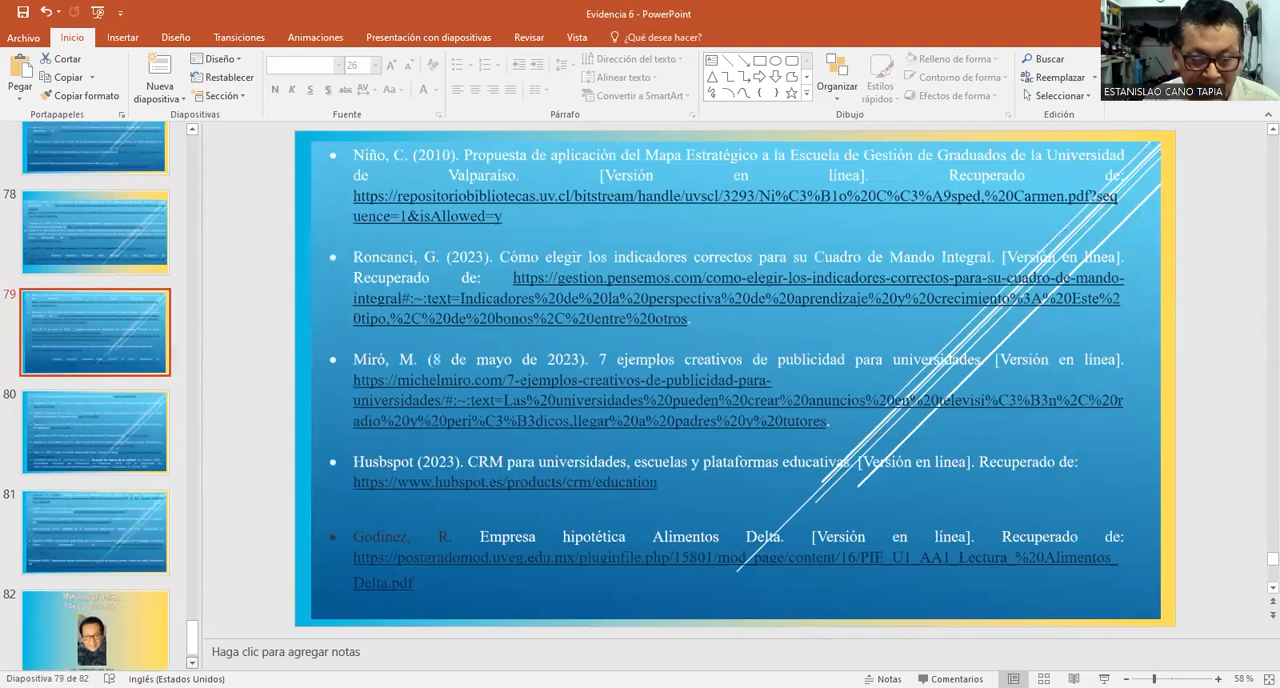 Evidencia 6 - PowerPoint
Archivo Inicio Insertar Diseño Transiciones Animaciones Presentación con diapositivas Revisar Vista ¿Qué desea hacer?
Pegar
Cortar
Copiar
Copiar formato
Portapapeles
Nueva
diapositiva
Diseño
Restablecer
Sección
Diapositivas
26
N K S S abc AV Aa A
Fuente
Dirección del texto
Alinear texto
Convertir a SmartArt
Párrafo
Organizar
Estilos
rápidos
Relleno de forma
Contorno de forma
Efectos de forma
Dibujo
Buscar
Reemplazar
Seleccionar
Edición
ESTANISLAO CANO TAPIA
78
79
80
81
82
Niño, C. (2010). Propuesta de aplicación del Mapa Estratégico a la Escuela de Gestión de Graduados de la Universidad
de Valparaíso. [Versión en línea]. Recuperado de:
https://repositoriobibliotecas.uv.cl/bitstream/handle/uvscl/3293/Ni%C3%B1o%20C%C3%A9sped,%20Carmen.pdf?seq
uence=1&isAllowed=y
Roncanci, G. (2023). Cómo elegir los indicadores correctos para su Cuadro de Mando Integral. [Versión en línea].
Recuperado de: https://gestion.pensemos.com/como-elegir-los-indicadores-correctos-para-su-cuadro-de-mando-
integral#:~:text=Indicadores%20de%20la%20perspectiva%20de%20aprendizaje%20y%20crecimiento%3A%20Este%2
0tipo,%2C%20de%20bonos%2C%20entre%20otros.
Miró, M. (8 de mayo de 2023). 7 ejemplos creativos de publicidad para universidades. [Versión en línea].
https://michelmiro.com/7-ejemplos-creativos-de-publicidad-para-
universidades/#:~:text=Las%20universidades%20pueden%20crear%20anuncios%20en%20televisi%C3%B3n%2C%20r
adio%20y%20peri%C3%B3dicos,llegar%20a%20padres%20y%20tutores.
Husbspot (2023). CRM para universidades, escuelas y plataformas educativas. [Versión en línea]. Recuperado de:
https://www.hubspot.es/products/crm/education
Godínez, R. Empresa hipotética Alimentos Delta. [Versión en línea]. Recuperado de:
https://postgradomod.uveg.edu.mx/pluginfile.php/15801/mod_page/content/16/PIE_U1_AA1_Lectura_%20Alimentos_
Delta.pdf
Haga clic para agregar notas
Diapositiva 79 de 82 Inglés (Estados Unidos) Notas Comentarios 58 %